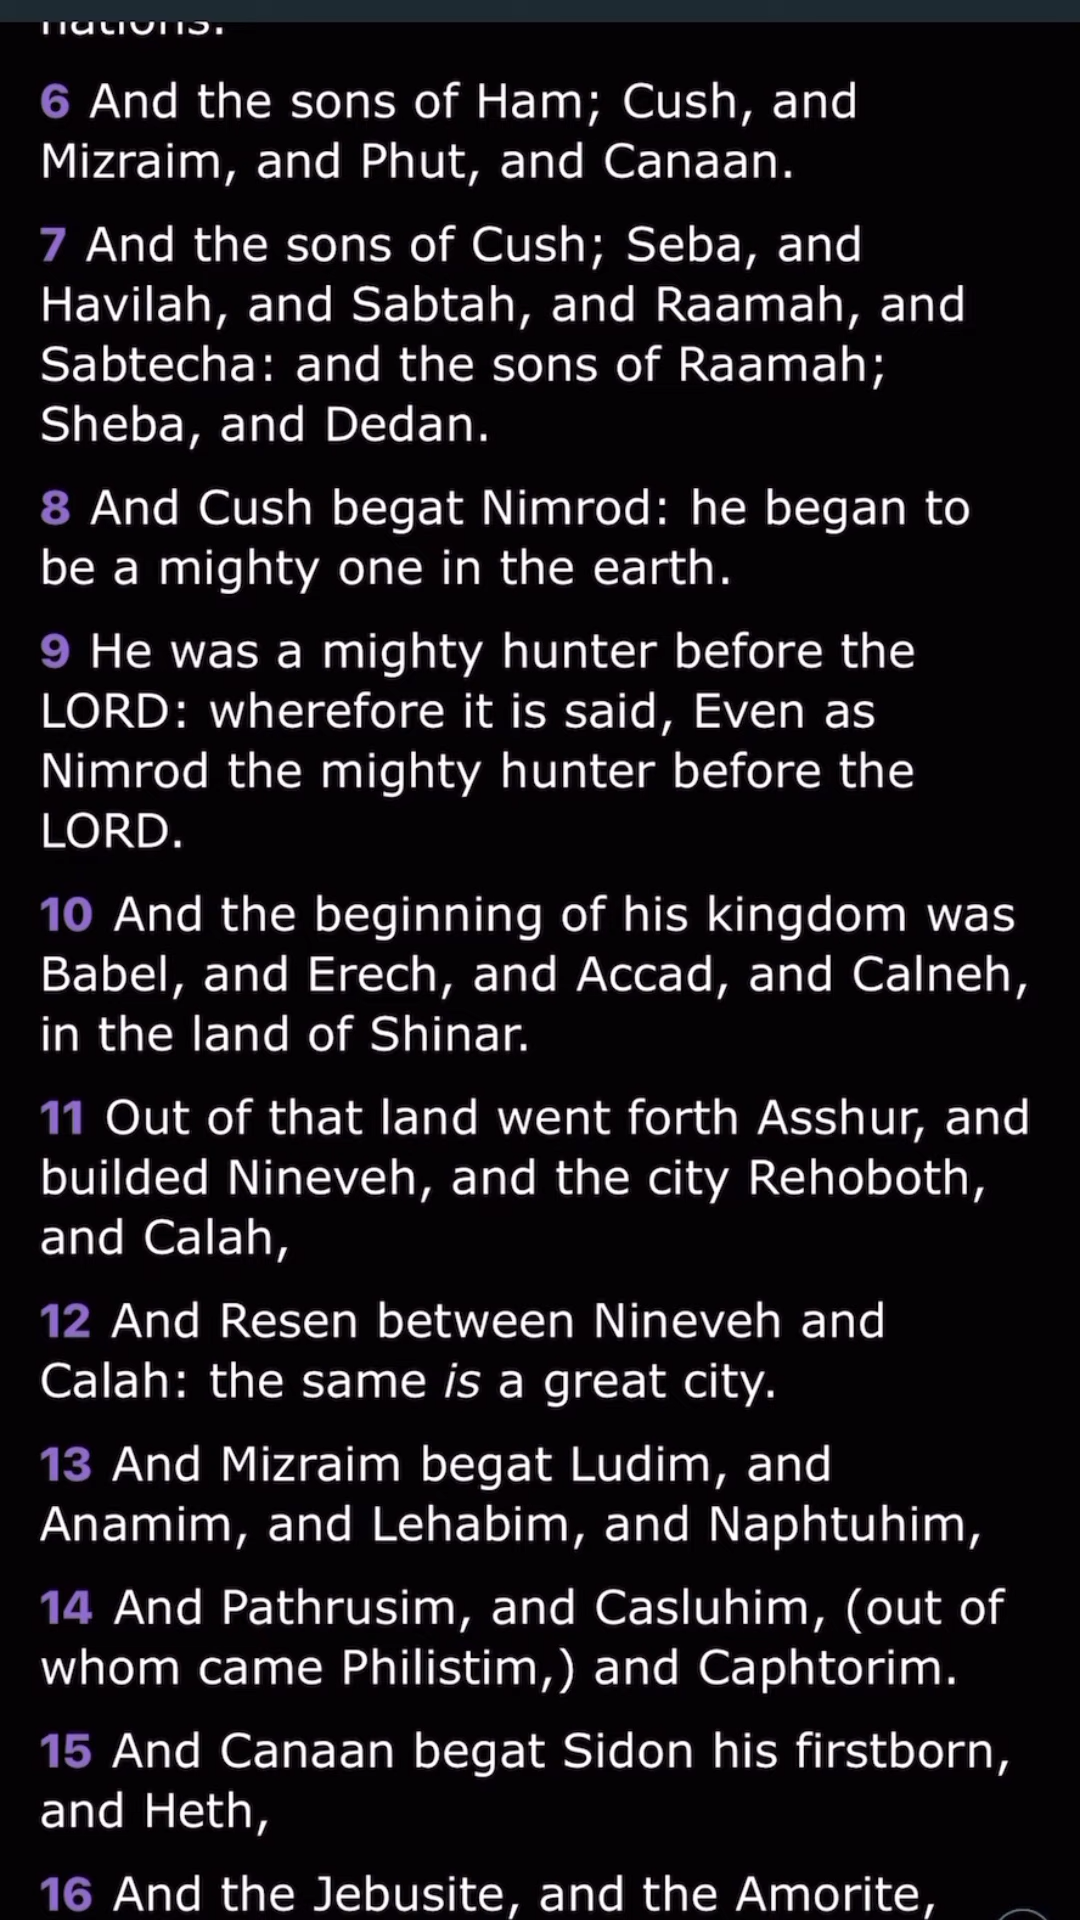 nations.
6 And the sons of Ham; Cush, and
Mizraim, and Phut, and Canaan.
7 And the sons of Cush; Seba, and
Havilah, and Sabtah, and Raamah, and
Sabtecha: and the sons of Raamah;
Sheba, and Dedan.
8 And Cush begat Nimrod: he began to
be a mighty one in the earth.
9 He was a mighty hunter before the
LORD: wherefore it is said, Even as
Nimrod the mighty hunter before the
LORD.
10 And the beginning of his kingdom was
Babel, and Erech, and Accad, and Calneh,
in the land of Shinar.
11 Out of that land went forth Asshur, and
builded Nineveh, and the city Rehoboth,
and Calah,
12 And Resen between Nineveh and
Calah: the same is a great city.
13 And Mizraim begat Ludim, and
Anamim, and Lehabim, and Naphtuhim,
14 And Pathrusim, and Casluhim, (out of
whom came Philistim,) and Caphtorim.
15 And Canaan begat Sidon his firstborn,
and Heth,
16 And the Jebusite, and the Amorite,